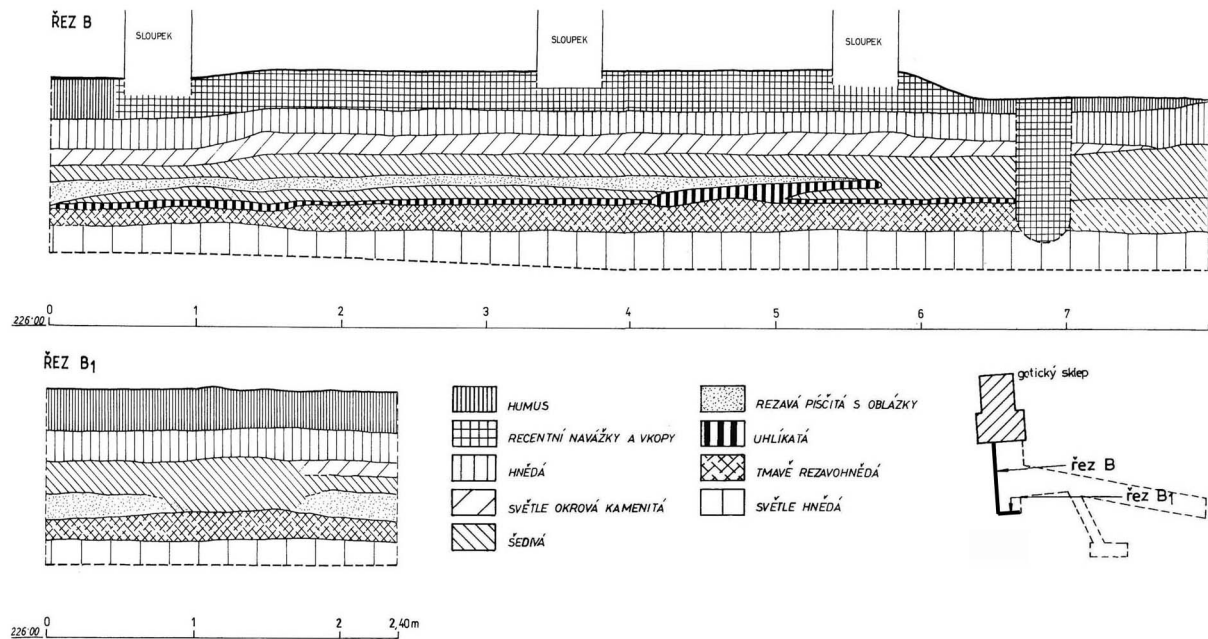 ŘEZ B
SLOUPEK
SLOUPEK
SLOUPEK
226·00
0 1 2 3 4 5 6 7
ŘEZ B1
HUMUS
RECENTNÍ NAVÁŽKY A VKOPY
HNĚDÁ
SVĚTLE OKROVÁ KAMENITÁ
ŠEDIVÁ
REZAVÁ PÍSČITÁ S OBLÁZKY
UHLÍKATÁ
TMAVĚ REZAVOHNĚDÁ
SVĚTLE HNĚDÁ
gotický sklep
řez B
řez B1
226·00
0 1 2 2,40m